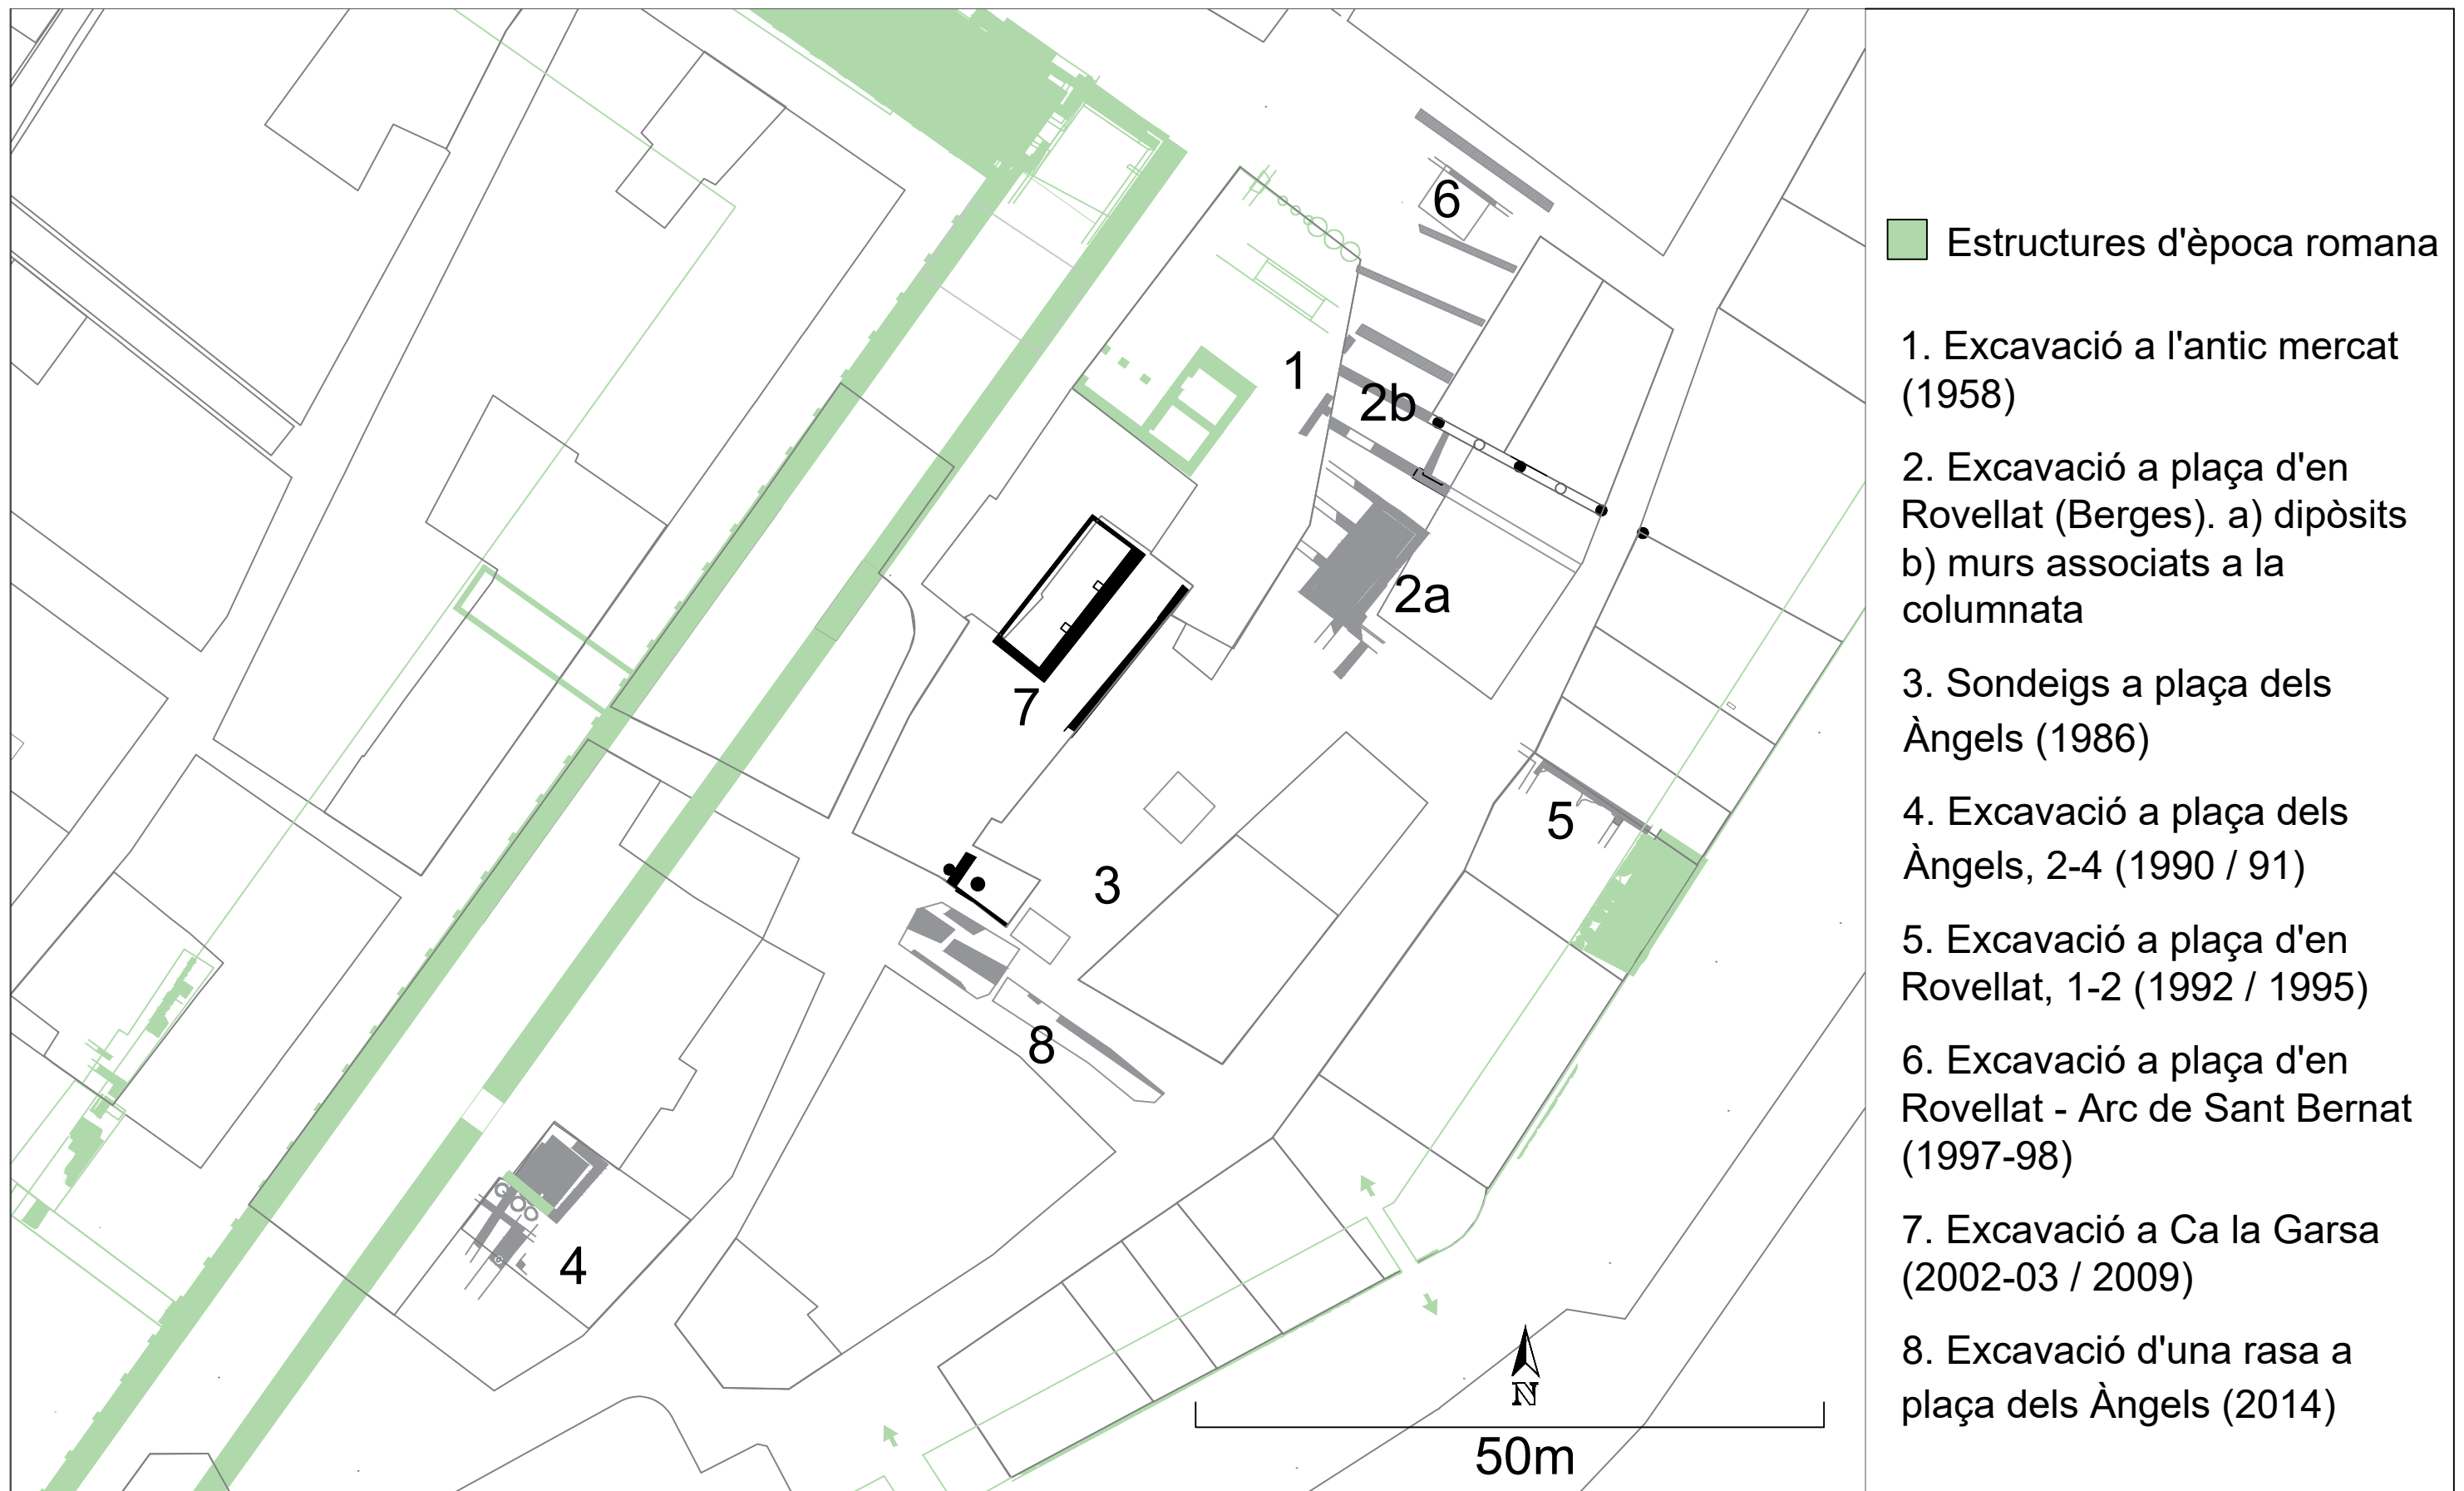 6
1
2b
2a
7
5
3
8
4
N
50m
Estructures d'època romana
1. Excavació a l'antic mercat
(1958)
2. Excavació a plaça d'en
Rovellat (Berges). a) dipòsits
b) murs associats a la
columnata
3. Sondeigs a plaça dels
Àngels (1986)
4. Excavació a plaça dels
Àngels, 2-4 (1990 / 91)
5. Excavació a plaça d'en
Rovellat, 1-2 (1992 / 1995)
6. Excavació a plaça d'en
Rovellat - Arc de Sant Bernat
(1997-98)
7. Excavació a Ca la Garsa
(2002-03 / 2009)
8. Excavació d'una rasa a
plaça dels Àngels (2014)